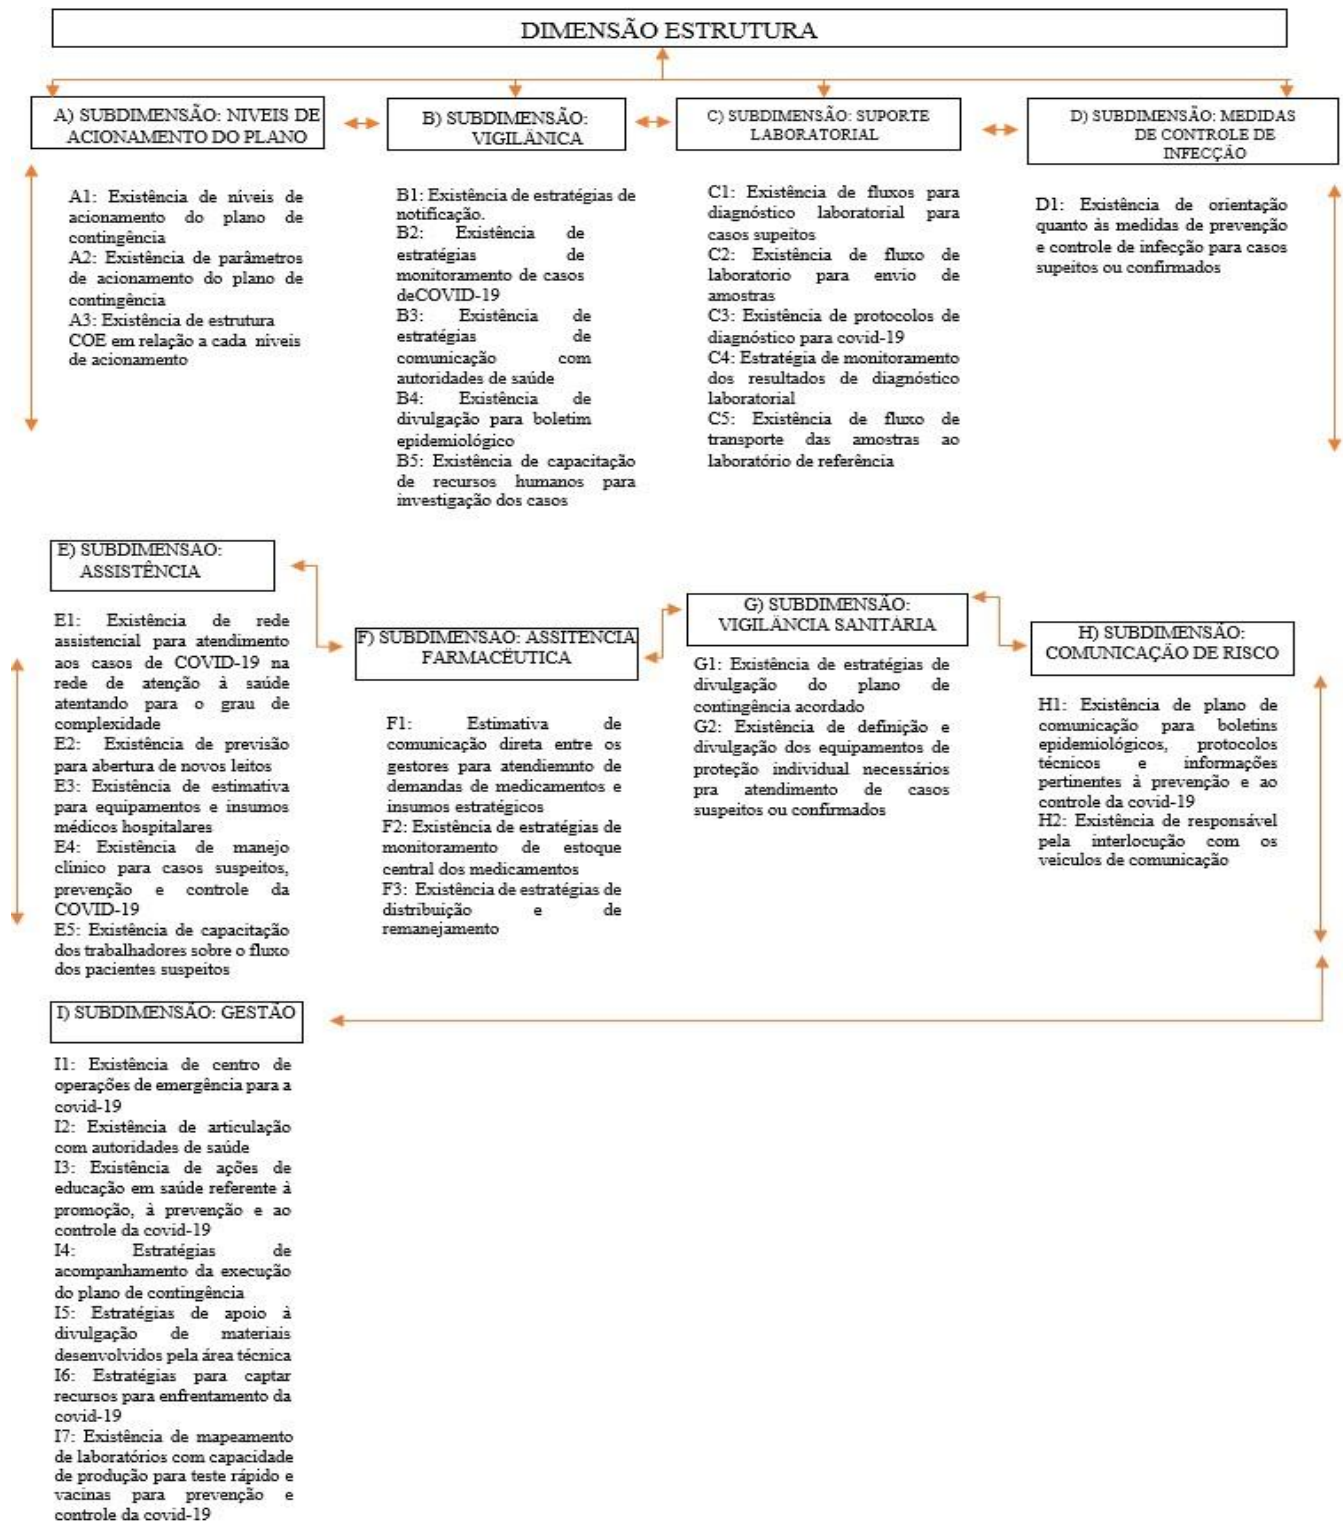 DIMENSÃO ESTRUTURA
A) SUBDIMENSÃO: NIVEIS DE
ACIONAMENTO DO PLANO
B) SUBDIMENSÃO:
VIGILÂNICA
C) SUBDIMENSÃO: SUPORTE
LABORATORIAL
D) SUBDIMENSÃO: MEDIDAS
DE CONTROLE DE
INFECÇÃO
A1: Existência de níveis de
acionamento do plano de
contingência
A2: Existência de parâmetros
de acionamento do plano de
contingência
A3: Existência de estrutura
COE em relação a cada níveis
de acionamento
B1: Existência de estratégias de
notificação.
B2: Existência de
estratégias de
monitoramento de casos
deCOVID-19
B3: Existência de
estratégias de
comunicação com
autoridades de saúde
B4: Existência de
divulgação para boletim
epidemiológico
B5: Existência de capacitação
de recursos humanos para
investigação dos casos
C1: Existência de fluxos para
diagnóstico laboratorial para
casos supeitos
C2: Existência de fluxo de
laboratorio para envio de
amostras
C3: Existência de protocolos de
diagnóstico para covid-19
C4: Estratégia de monitoramento
dos resultados de diagnóstico
laboratorial
C5: Existência de fluxo de
transporte das amostras ao
laboratório de referência
D1: Existência de orientação
quanto às medidas de prevenção
e controle de infecção para casos
supeitos ou confirmados
E) SUBDIMENSAO:
ASSISTÊNCIA
E1: Existência de rede
assistencial para atendimento
aos casos de COVID-19 na
rede de atenção à saúde
atentando para o grau de
complexidade
E2: Existência de previsão
para abertura de novos leitos
E3: Existência de estimativa
para equipamentos e insumos
médicos hospitalares
E4: Existência de manejo
clínico para casos suspeitos,
prevenção e controle da
COVID-19
E5: Existência de capacitação
dos trabalhadores sobre o fluxo
dos pacientes suspeitos
F) SUBDIMENSAO: ASSITENCIA
FARMACÊUTICA
F1: Estimativa de
comunicação direta entre os
gestores para atendiemnto de
demandas de medicamentos e
insumos estratégicos
F2: Existência de estratégias de
monitoramento de estoque
central dos medicamentos
F3: Existência de estratégias de
distribuição e de
remanejamento
G) SUBDIMENSÃO:
VIGILÂNCIA SANITÁRIA
G1: Existência de estratégias de
divulgação do plano de
contingência acordado
G2: Existência de definição e
divulgação dos equipamentos de
proteção individual necessários
pra atendimento de casos
suspeitos ou confirmados
H) SUBDIMENSÃO:
COMUNICAÇÃO DE RISCO
H1: Existência de plano de
comunicação para boletins
epidemiológicos, protocolos
técnicos e informações
pertinentes à prevenção e ao
controle da covid-19
H2: Existência de responsável
pela interlocução com os
veículos de comunicação
I) SUBDIMENSÃO: GESTÃO
I1: Existência de centro de
operações de emergência para a
covid-19
I2: Existência de articulação
com autoridades de saúde
I3: Existência de ações de
educação em saúde referente à
promoção, à prevenção e ao
controle da covid-19
I4: Estratégias de
acompanhamento da execução
do plano de contingência
I5: Estratégias de apoio à
divulgação de materiais
desenvolvidos pela área técnica
I6: Estratégias para captar
recursos para enfrentamento da
covid-19
I7: Existência de mapeamento
de laboratórios com capacidade
de produção para teste rápido e
vacinas para prevenção e
controle da covid-19